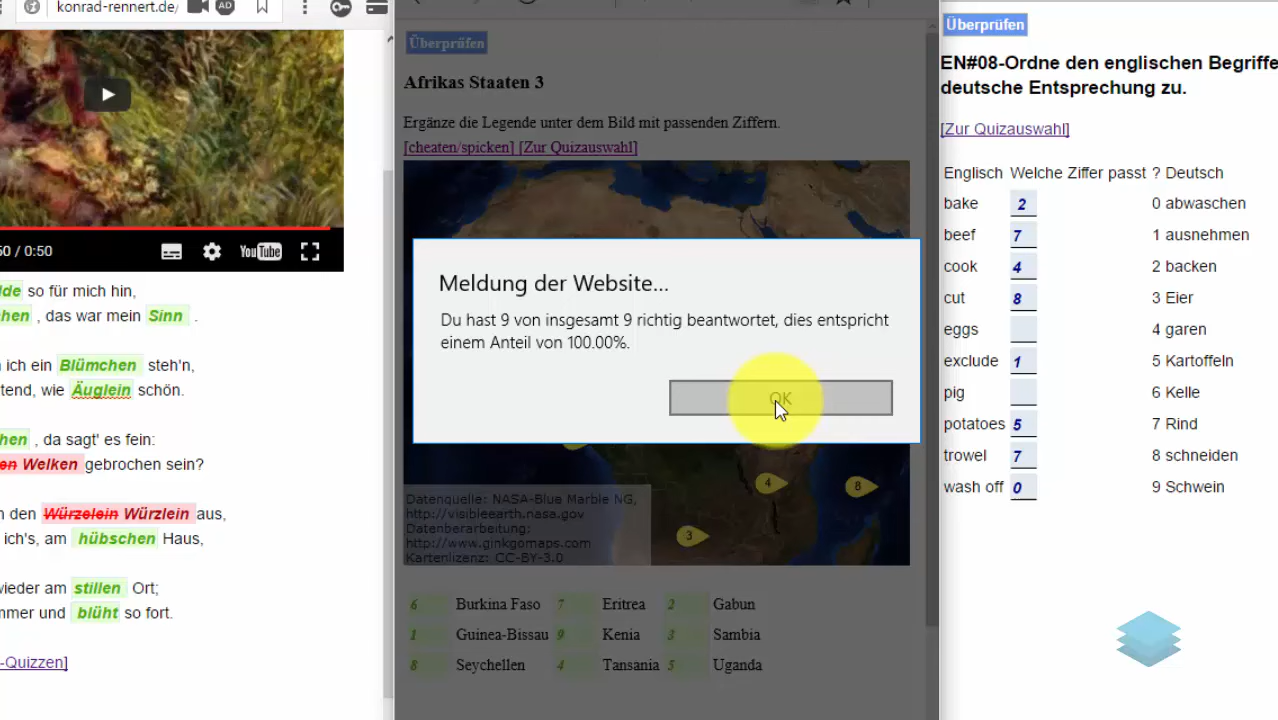 konrad-rennert.de/
AD
50 / 0:50
YouTube
lde so für mich hin,
chen , das war mein Sinn .
ich ein Blümchen steh'n,
tend, wie Äuglein schön.
hen , da sagt' es fein:
en Welken gebrochen sein?
den Würzelein Würzlein aus,
ich's, am hübschen Haus,
wieder am stillen Ort;
mmer und blüht so fort.
-Quizzen]
Überprüfen
Afrikas Staaten 3
Ergänze die Legende unter dem Bild mit passenden Ziffern.
[cheaten/spicken] [Zur Quizauswahl]
Meldung der Website...
Du hast 9 von insgesamt 9 richtig beantwortet, dies entspricht
einem Anteil von 100.00%.
OK
4
8
3
Datenquelle: NASA-Blue Marble NG,
http://visibleearth.nasa.gov
Datenbearbeitung:
http://www.ginkgomaps.com
Kartenlizenz: CC-BY-3.0
6 Burkina Faso 7 Eritrea 2 Gabun
1 Guinea-Bissau 9 Kenia 3 Sambia
8 Seychellen 4 Tansania 5 Uganda
Überprüfen
EN#08-Ordne den englischen Begriffe
deutsche Entsprechung zu.
[Zur Quizauswahl]
Englisch Welche Ziffer passt ? Deutsch
bake 2 0 abwaschen
beef 7 1 ausnehmen
cook 4 2 backen
cut 8 3 Eier
eggs 4 garen
exclude 1 5 Kartoffeln
pig 6 Kelle
potatoes 5 7 Rind
trowel 7 8 schneiden
wash off 0 9 Schwein